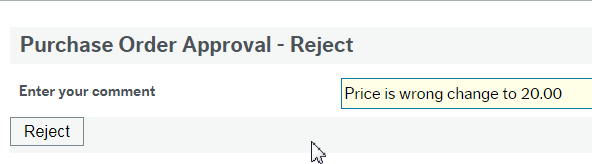 Purchase Order Approval - Reject
Enter your comment
Price is wrong change to 20.00
Reject